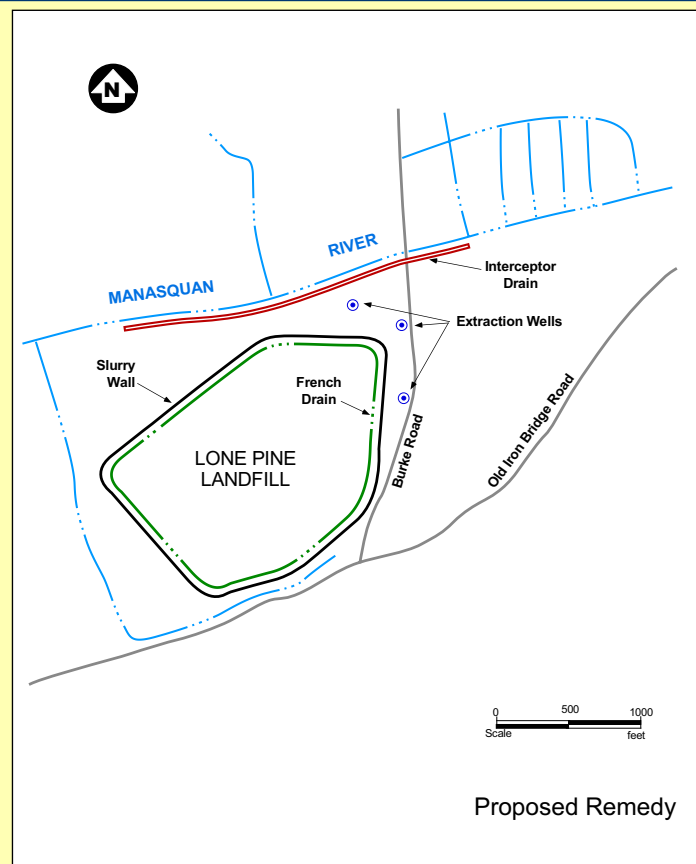 N
RIVER
MANASQUAN
Interceptor
Drain
Extraction Wells
Slurry
Wall
French
Drain
LONE PINE
LANDFILL
Burke Road
Old Iron Bridge Road
0 500 1000
Scale feet
Proposed Remedy